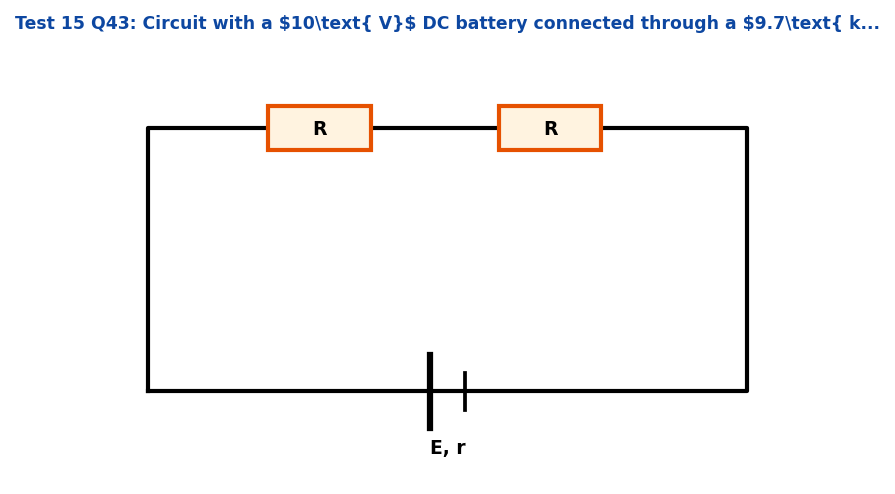 Test 15 Q43: Circuit with a $10\text{ V}$ DC battery connected through a $9.7\text{ k...
R R
E, r